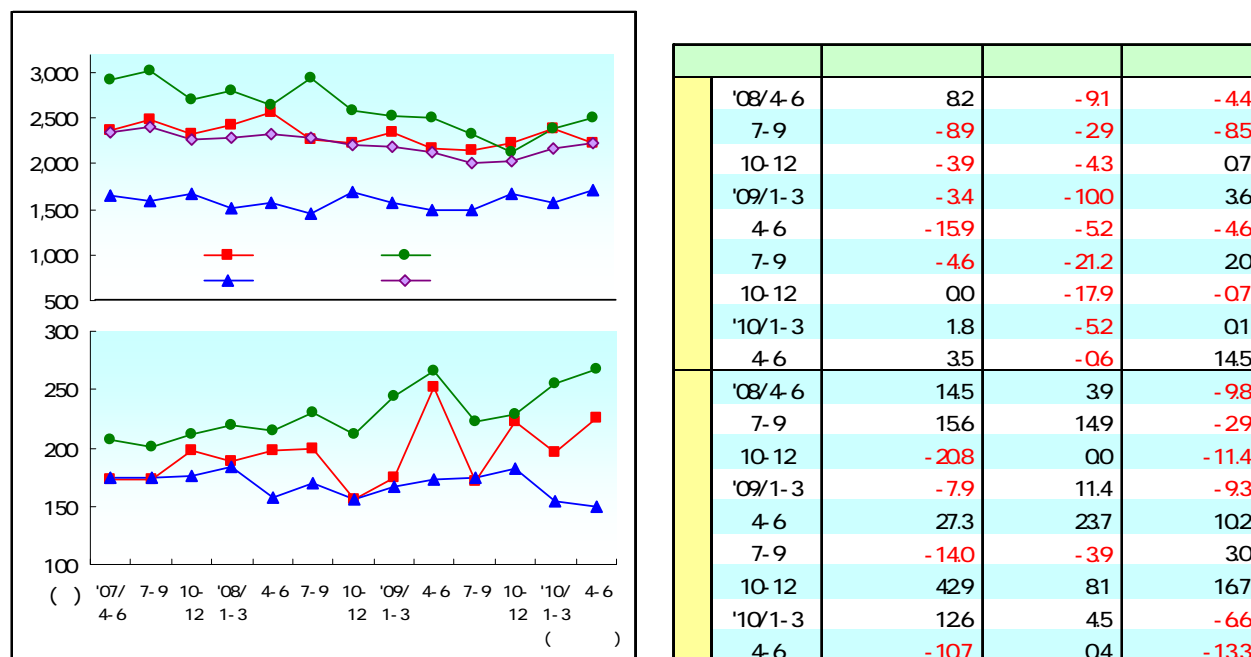 3,000
2,500
2,000
1,500
1,000
500
300
250
200
150
100
( ) '07/ 7-9 10- '08/ 4-6 7-9 10- '09/ 4-6 7-9 10- '10/ 4-6
4-6 12 1-3 12 1-3 12 1-3
( )
'08/4-6 8.2 -9.1 -4.4
7-9 -8.9 -2.9 -8.5
10-12 -3.9 -4.3 0.7
'09/1-3 -3.4 -10.0 3.6
4-6 -15.9 -5.2 -4.6
7-9 -4.6 -21.2 2.0
10-12 0.0 -17.9 -0.7
'10/1-3 1.8 -5.2 0.1
4-6 3.5 -0.6 14.5
'08/4-6 14.5 3.9 -9.8
7-9 15.6 14.9 -2.9
10-12 -20.8 0.0 -11.4
'09/1-3 -7.9 11.4 -9.3
4-6 27.3 23.7 10.2
7-9 -14.0 -3.9 3.0
10-12 42.9 8.1 16.7
'10/1-3 12.6 4.5 -6.6
4-6 -10.7 0.4 -13.3